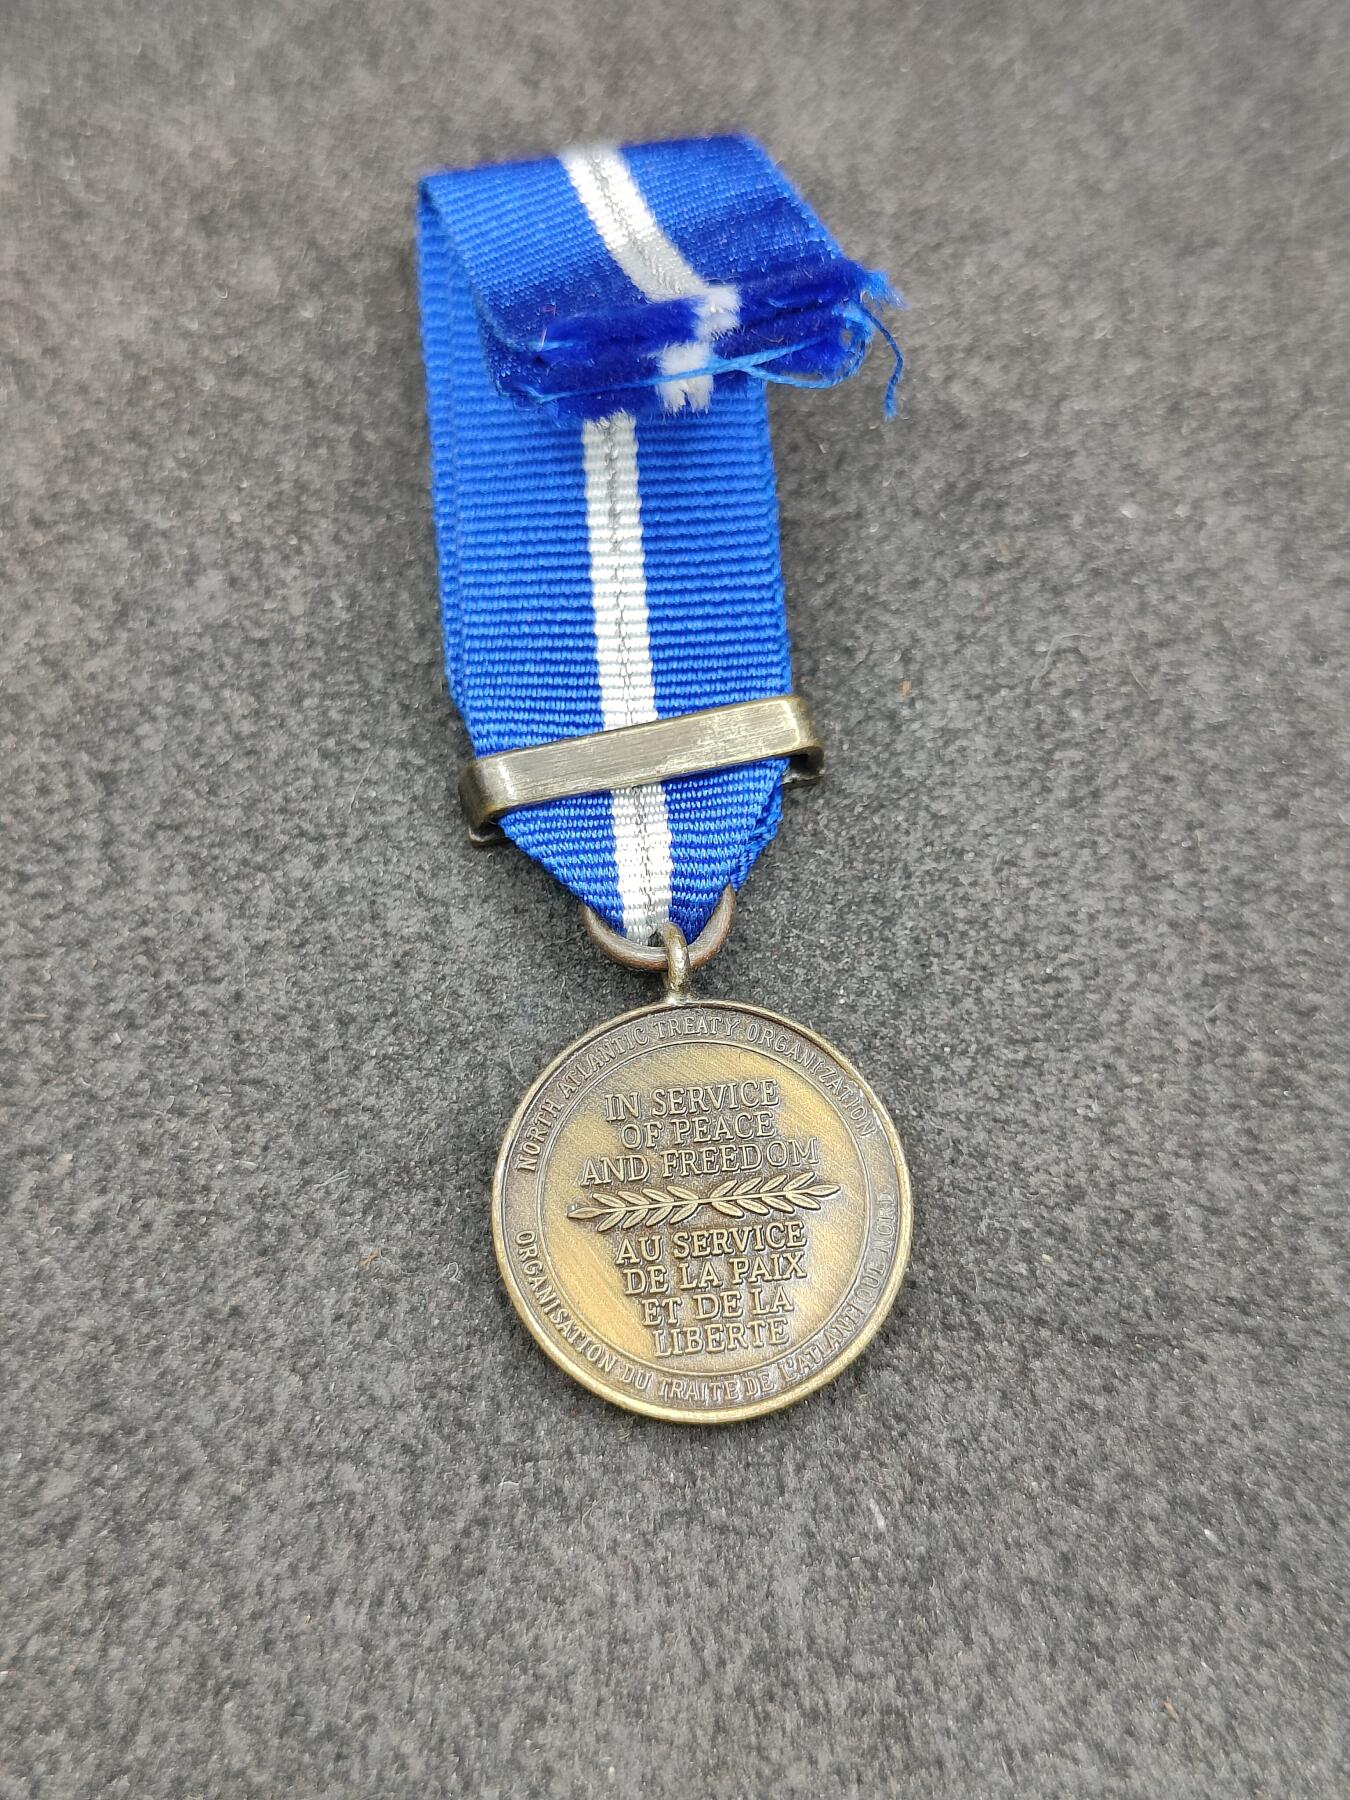 NORTH ATLANTIC TREATY ORGANIZATION
IN SERVICE
OF PEACE
AND FREEDOM
AU SERVICE
DE LA PAIX
ET DE LA
LIBERTE
ORGANISATION DU TRAITE DE L'ATLANTIQUE NORD